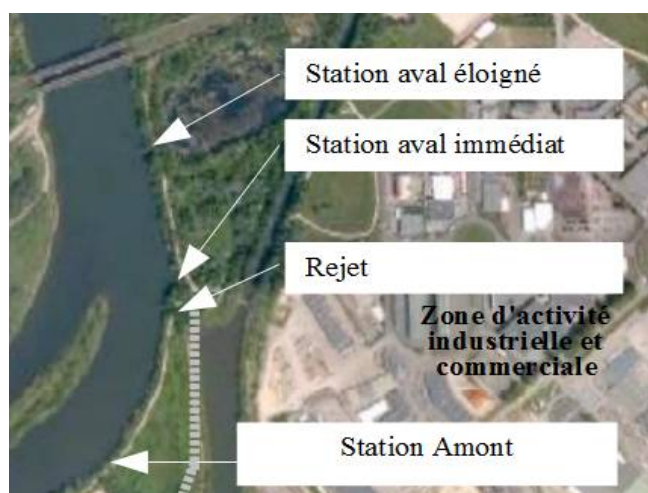 Station aval éloigné
Station aval immédiat
Rejet
Zone d'activité
industrielle et
commerciale
Station Amont